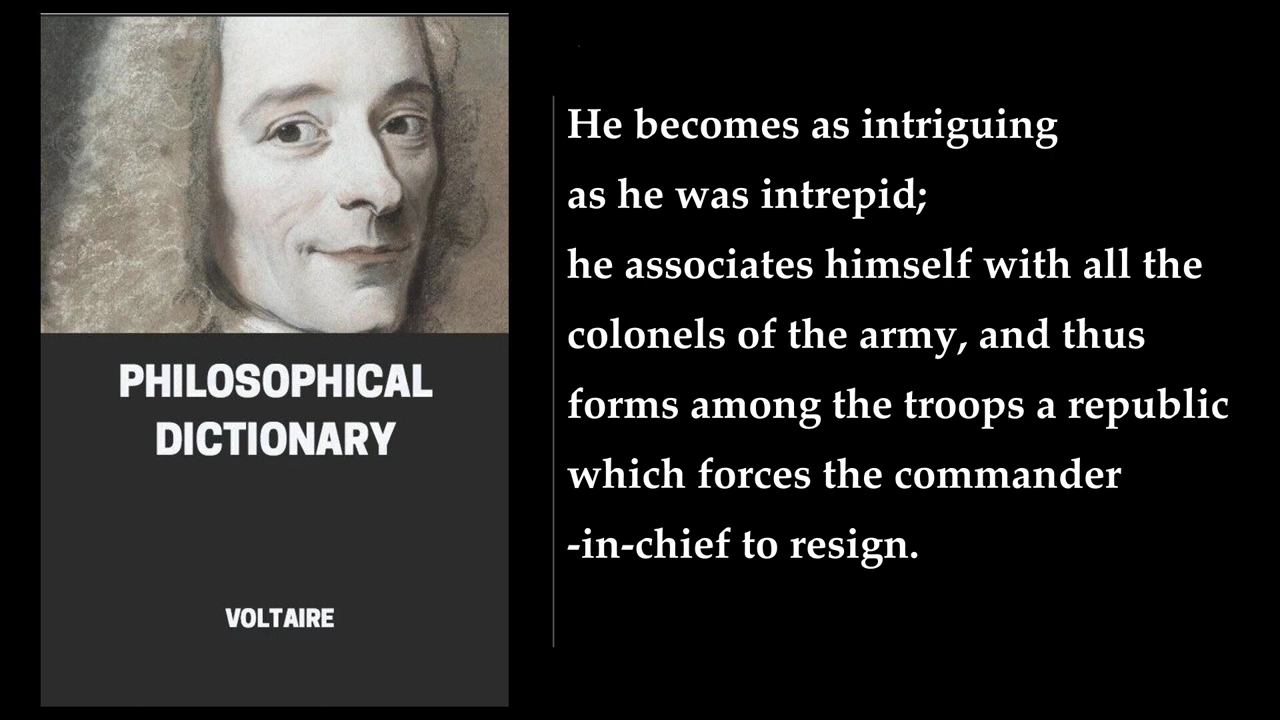 PHILOSOPHICAL
DICTIONARY
VOLTAIRE
He becomes as intriguing
as he was intrepid;
he associates himself with all the
colonels of the army, and thus
forms among the troops a republic
which forces the commander
-in-chief to resign.